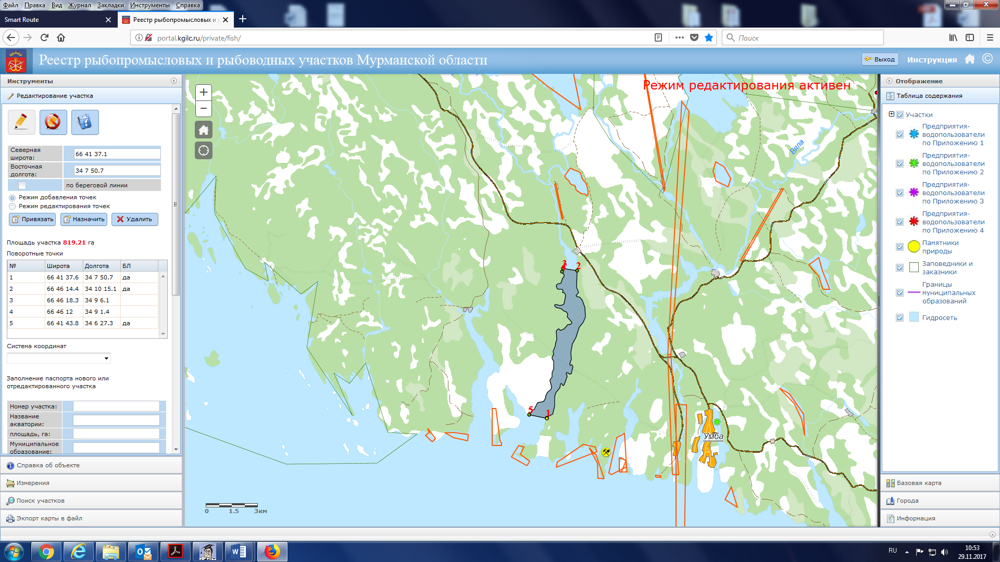 Файл Правка Вид Журнал Закладки Инструменты Справка
Smart Route
Реестр рыбопромысловых и
portal.kgilc.ru/private/fish/
Поиск
Реестр рыбопромысловых и рыбоводных участков Мурманской области
Выход
Инструкция
Инструменты
Редактирование участка
Северная
широта:
66 41 37.1
Восточная
долгота:
34 7 50.7
по береговой линии
Режим добавления точек
Режим редактирования точек
Привязать
Назначить
Удалить
Площадь участка 819.21 га
Поворотные точки
№ Широта Долгота БЛ
1 66 41 37.6 34 7 50.7 да
2 66 46 14.4 34 10 15.1 да
3 66 46 18.3 34 9 6.1
4 66 46 12 34 9 1.4
5 66 41 43.8 34 6 27.3 да
Система координат
Заполнение паспорта нового или
отредактированного участка
Номер участка:
Название
акватории:
площадь, га:
Муниципальное
образование:
Справка об объекте
Измерения
Поиск участков
Экпорт карты в файл
Режим редактирования активен
Вяла
3
2
5
1
Умба
0 1.5 3км
Отображение
Таблица содержания
Участки
Предприятия-
водопользователи
по Приложению 1
Предприятия-
водопользователи
по Приложению 2
Предприятия-
водопользователи
по Приложению 3
Предприятия-
водопользователи
по Приложению 4
Памятники
природы
Заповедники и
заказники
Границы
муниципальных
образований
Гидросеть
Базовая карта
Города
Информация
RU
10:53
29.11.2017